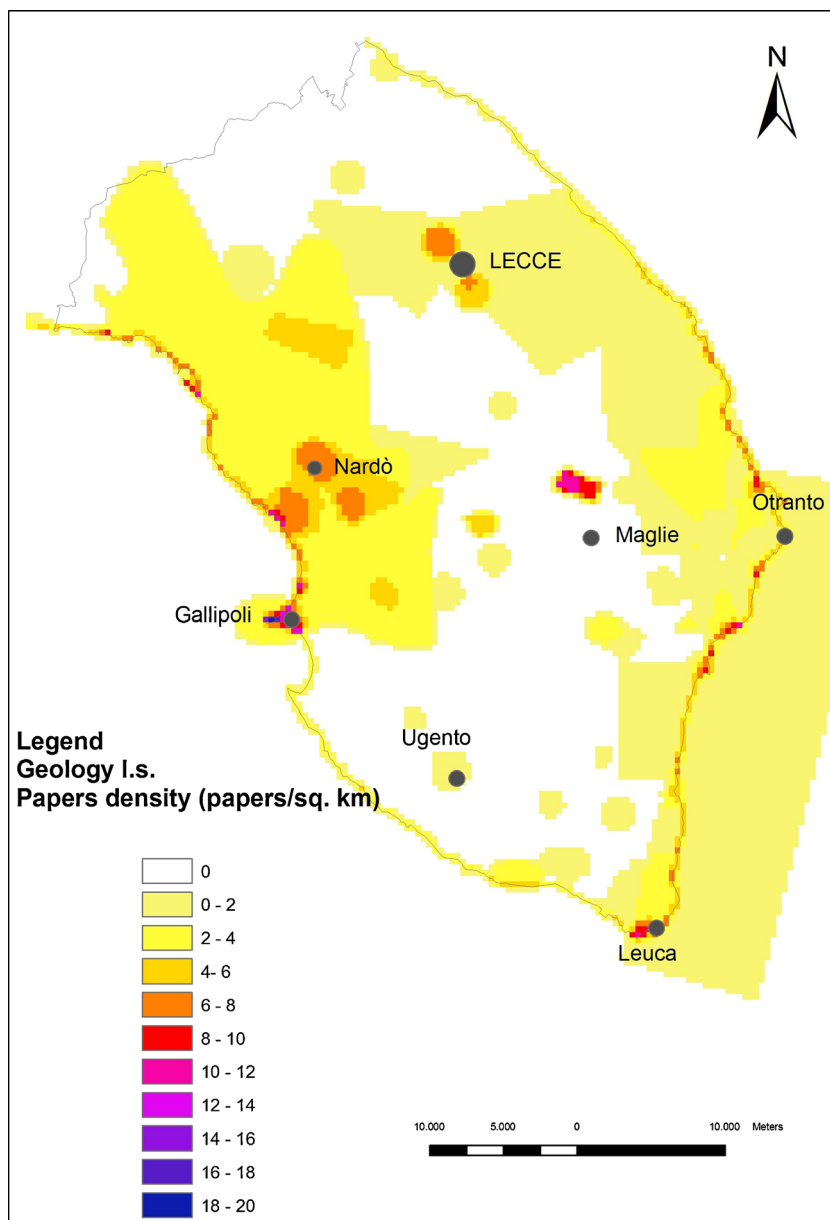 N
LECCE
Nardò
Otranto
Maglie
Gallipoli
Ugento
Leuca
Legend
Geology l.s.
Papers density (papers/sq. km)
0
0 - 2
2 - 4
4- 6
6 - 8
8 - 10
10 - 12
12 - 14
14 - 16
16 - 18
18 - 20
10.000 5.000 0 10.000 Meters